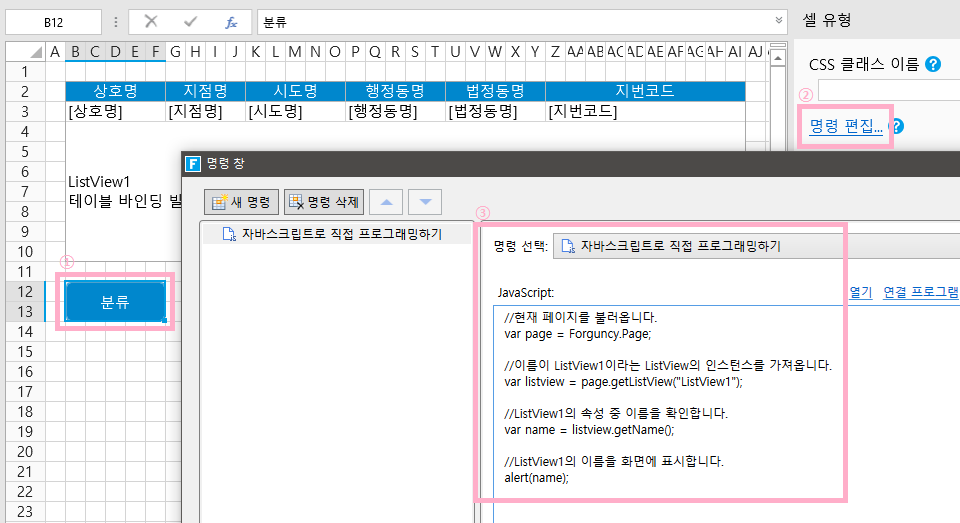 B12
분류
셀 유형
A B C D E F G H I J K L M N O P Q R S T U V W X Y Z AA AB AC AD AE AF AG AH AI AJ
CSS 클래스 이름 ?
1
2 상호명 지점명 시도명 행정동명 법정동명 지번코드
3 [상호명] [지점명] [시도명] [행정동명] [법정동명] [지번코드]
②
명령 편집... ?
4
5
6
7
8
9
10
11
12
13
14
15
16
17
18
19
20
21
22
23
ListView1
테이블 바인딩
①
분류
F 명령 창
새 명령 명령 삭제
자바스크립트로 직접 프로그래밍하기
③
명령 선택: 자바스크립트로 직접 프로그래밍하기
JavaScript:
열기 연결 프로그램
//현재 페이지를 불러옵니다.
var page = Forguncy.Page;
//이름이 ListView1이라는 ListView의 인스턴스를 가져옵니다.
var listview = page.getListView("ListView1");
//ListView1의 속성 중 이름을 확인합니다.
var name = listview.getName();
//ListView1의 이름을 화면에 표시합니다.
alert(name);